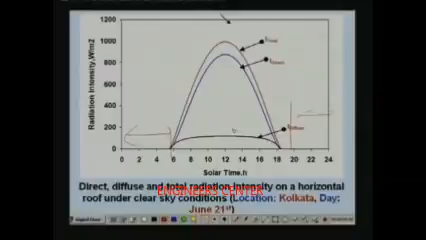 1200
1000
800
600
400
200
0
Radiation Intensity,W/m2
0 2 4 6 8 10 12 14 16 18 20 22 24
Solar Time,h
ENGINEERS CENTER
Direct, diffuse and total radiation intensity on a horizontal
roof under clear sky conditions (Location: Kolkata, Day:
June 21st)